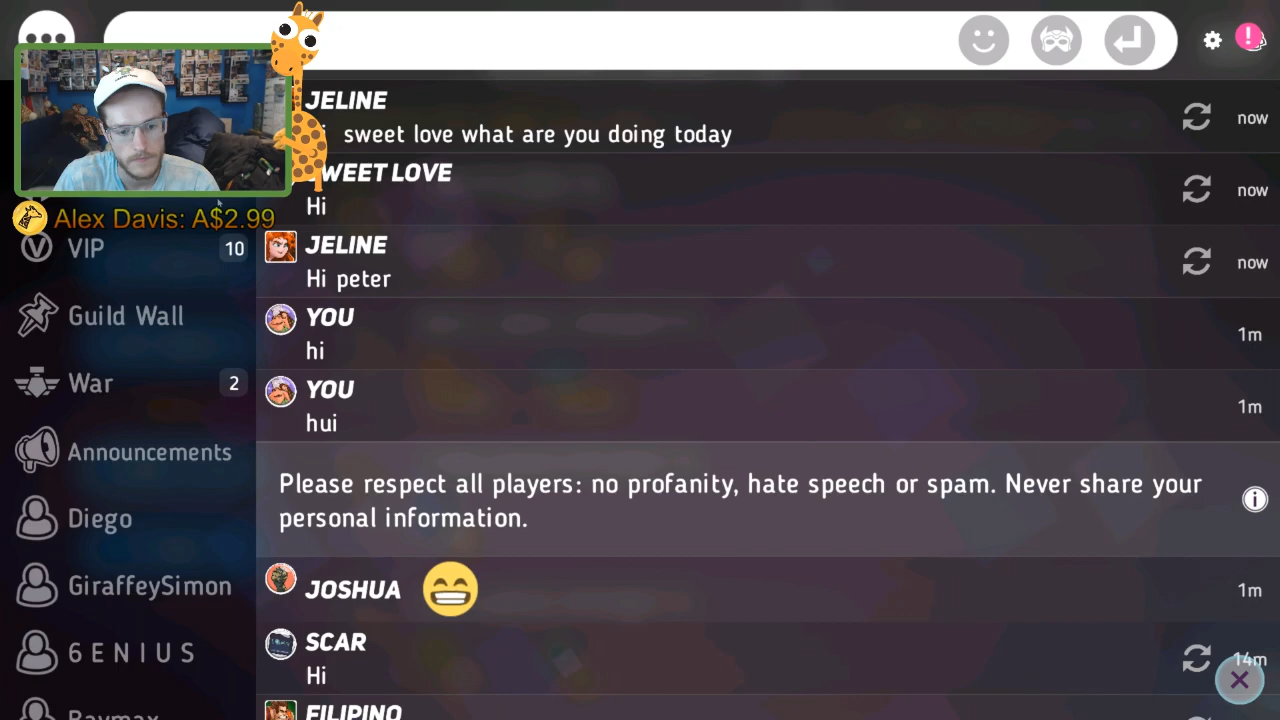 JELINE
sweet love what are you doing today
now
WEET LOVE
Hi
now
Alex Davis: A$2.99
VIP
10
JELINE
Hi peter
now
Guild Wall
YOU
hi
1m
War
2
YOU
hui
1m
Announcements
Please respect all players: no profanity, hate speech or spam. Never share your
personal information.
Diego
GiraffeySimon
JOSHUA
1m
6 E N I U S
SCAR
Hi
14m
Baymax
FILIPINO